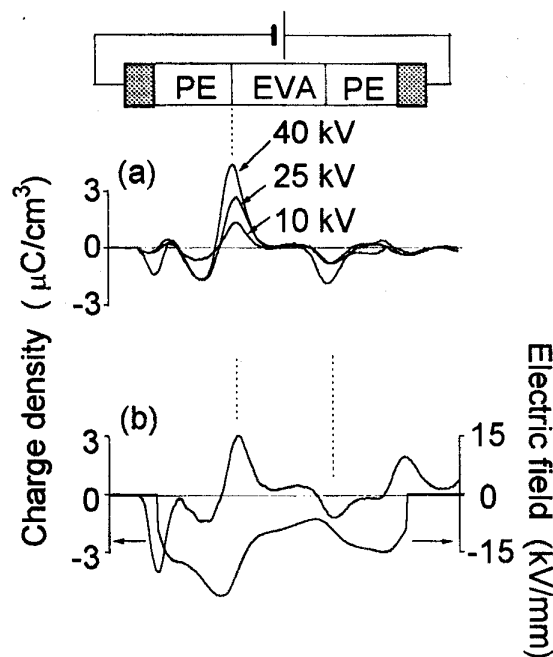 PE EVA PE
(a)
40 kV
25 kV
10 kV
3
0
-3
Charge density (μC/cm³)
(b)
3
0
-3
15
0
-15
Electric field (kV/mm)